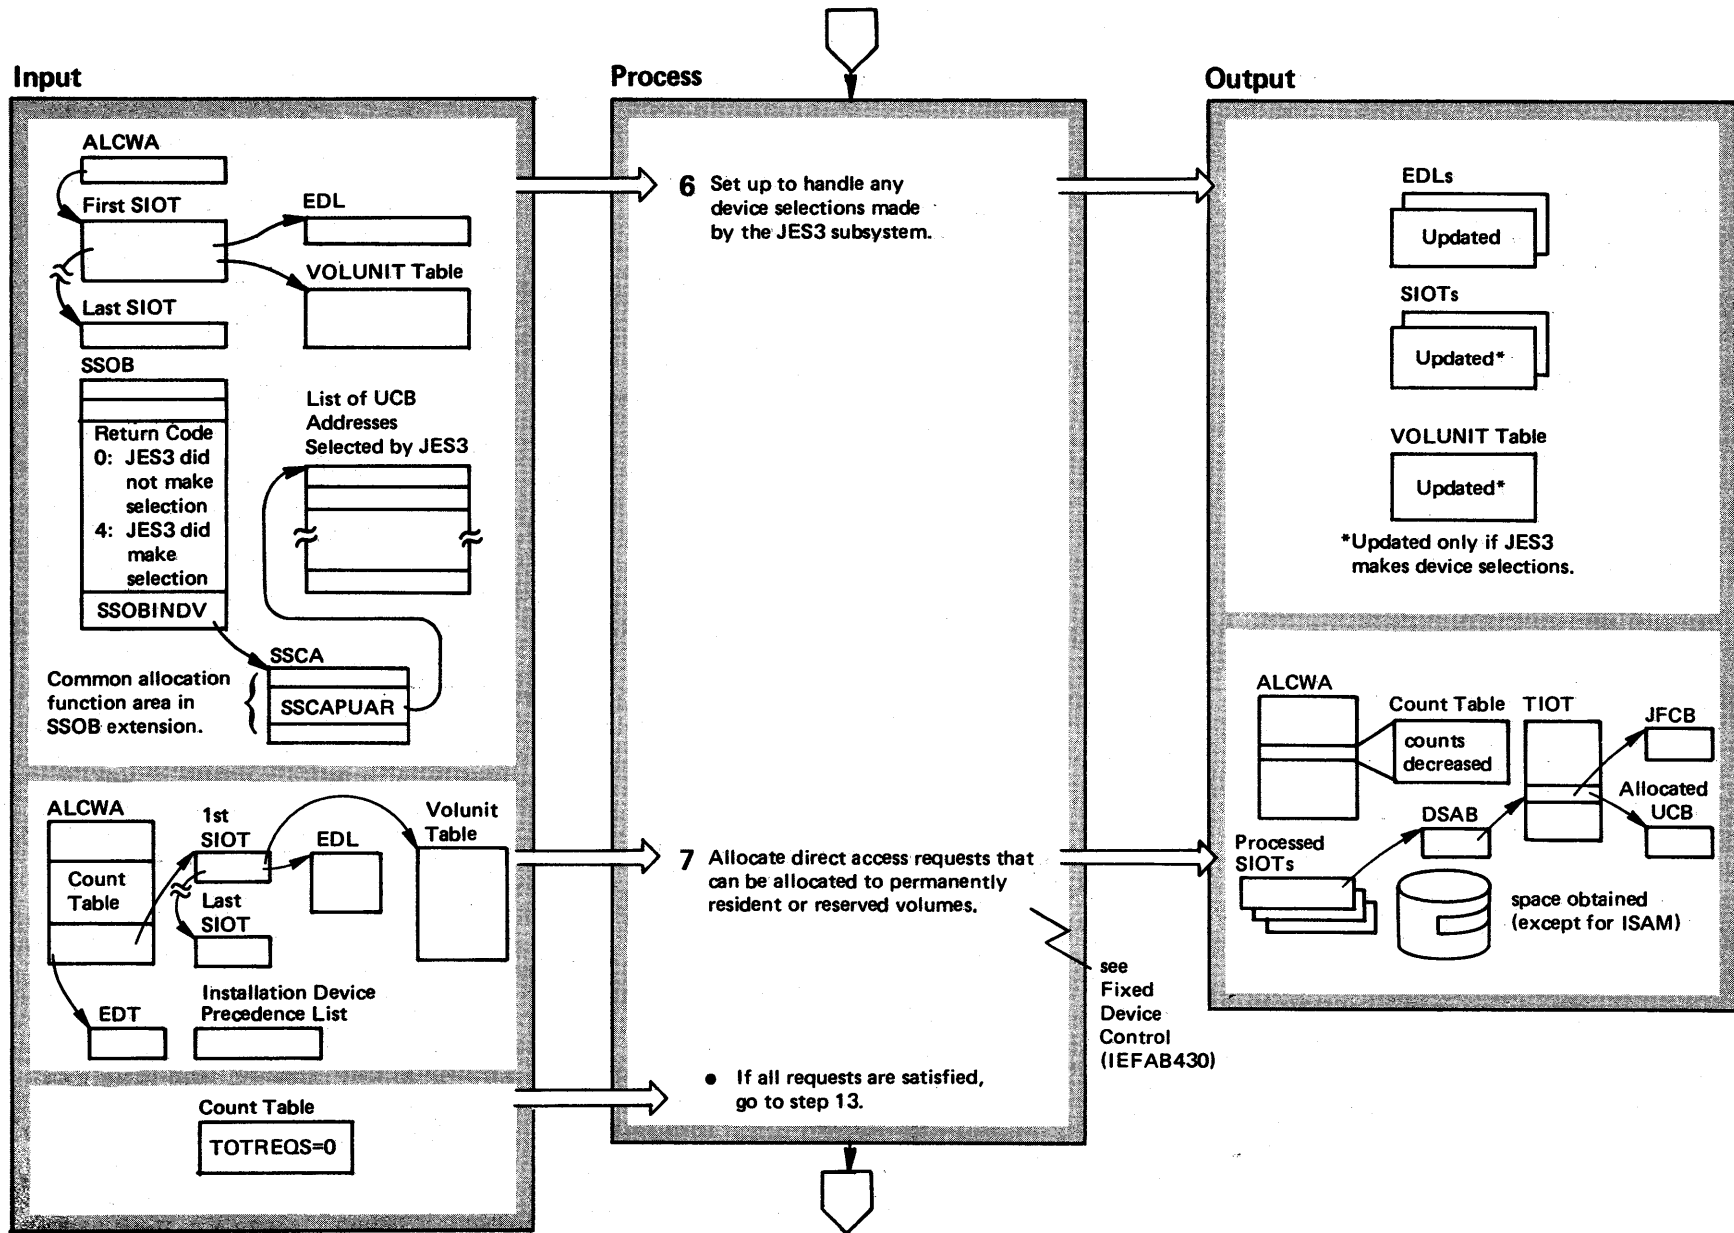 Input
ALCWA
First SIOT
EDL
VOLUNIT Table
Last SIOT
SSOB
Return Code
0: JES3 did
not make
selection
4: JES3 did
make
selection
SSOBINDV
List of UCB
Addresses
Selected by JES3
SSCA
SSCAPUAR
Common allocation
function area in
SSOB extension.
ALCWA
Count
Table
1st
SIOT
Last
SIOT
EDL
Volunit
Table
EDT
Installation Device
Precedence List
Count Table
TOTREQS=0
Process
6 Set up to handle any
device selections made
by the JES3 subsystem.
7 Allocate direct access requests that
can be allocated to permanently
resident or reserved volumes.
see
Fixed
Device
Control
(IEFAB430)
● If all requests are satisfied,
go to step 13.
Output
EDLs
Updated
SIOTs
Updated*
VOLUNIT Table
Updated*
*Updated only if JES3
makes device selections.
ALCWA
Count Table
counts
decreased
TIOT
JFCB
Allocated
UCB
DSAB
Processed
SIOTs
space obtained
(except for ISAM)